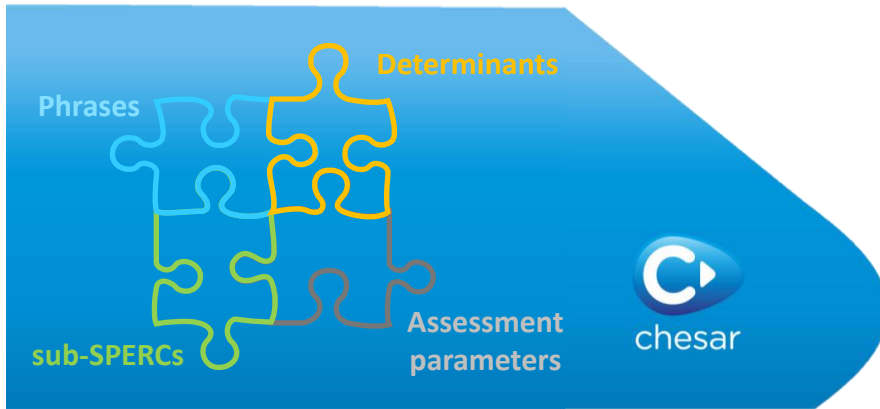 Determinants
Phrases
sub-SPERCs
Assessment
parameters
C
chesar